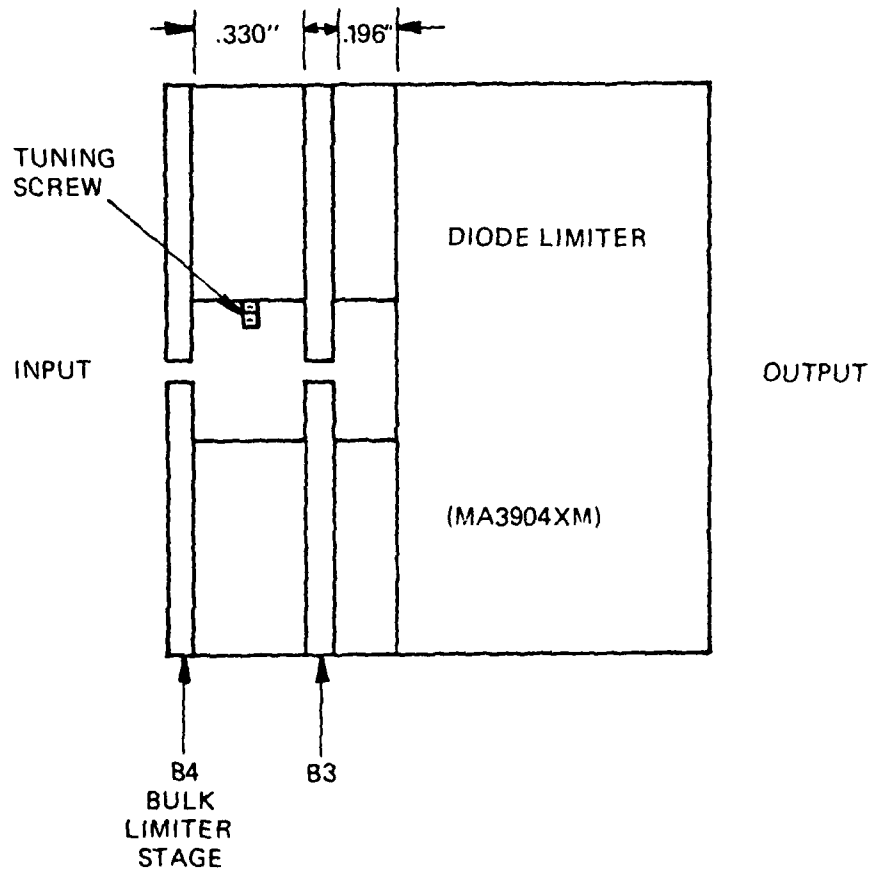 .330" .196"
TUNING
SCREW
DIODE LIMITER
INPUT
OUTPUT
(MA3904XM)
B4
BULK
LIMITER
STAGE
B3